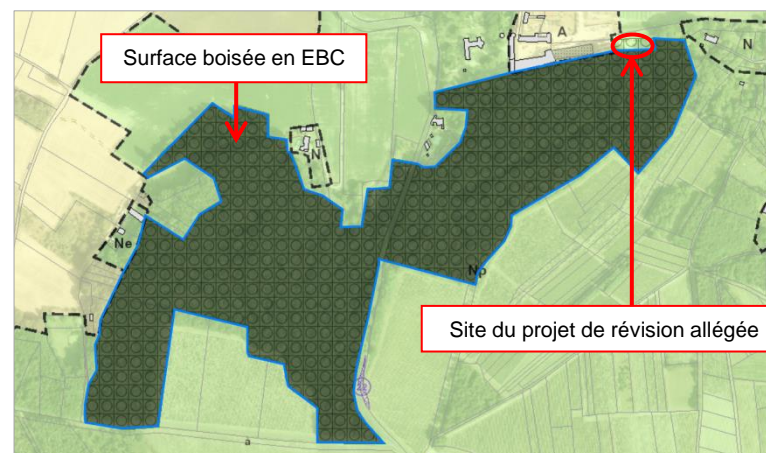 Surface boisée en EBC
A
N
N
Ne
Np
Site du projet de révision allégée
a